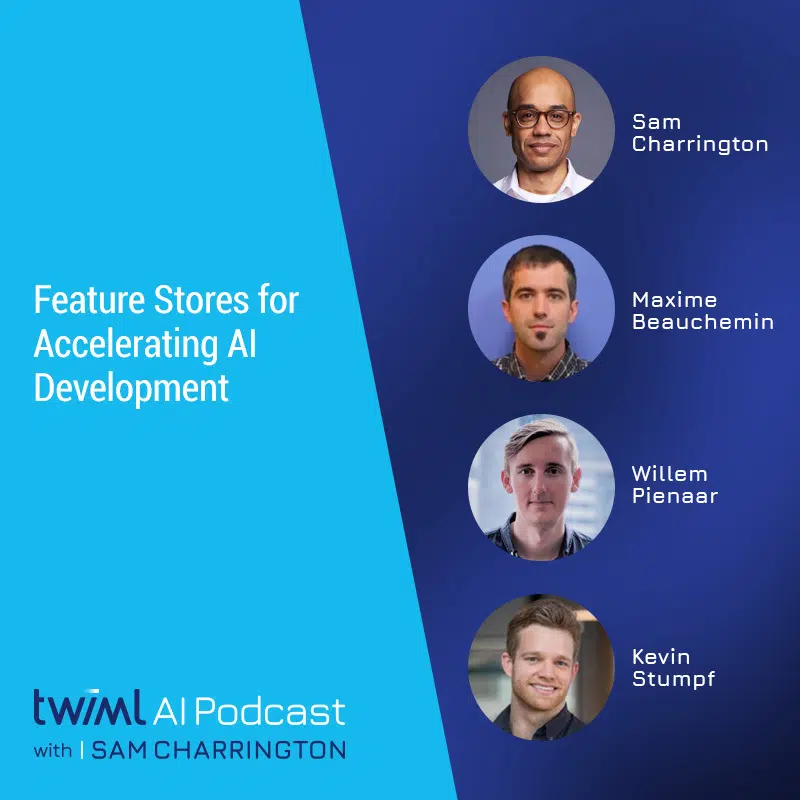 Feature Stores for
Accelerating AI
Development
twiml AI Podcast
with | SAM CHARRINGTON
Sam
Charrington
Maxime
Beauchemin
Willem
Pienaar
Kevin
Stumpf